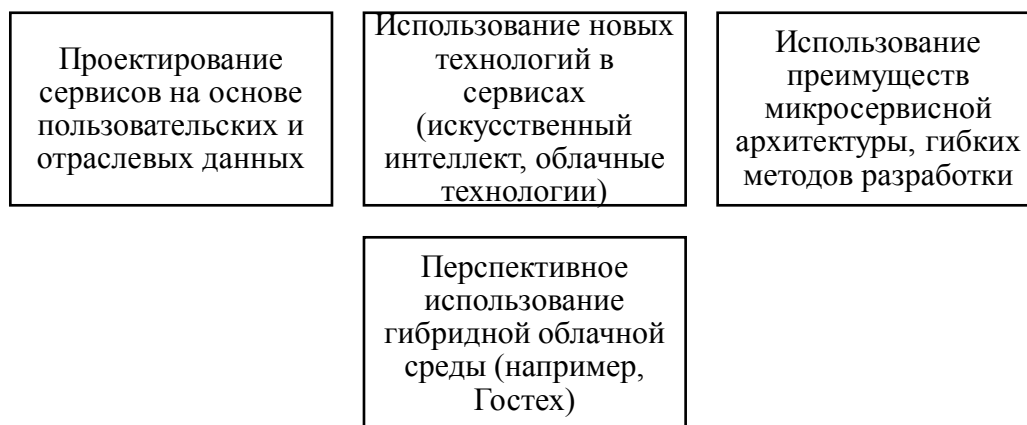 Проектирование
сервисов на основе
пользовательских и
отраслевых данных
Использование новых
технологий в
сервисах
(искусственный
интеллект, облачные
технологии)
Использование
преимуществ
микросервисной
архитектуры, гибких
методов разработки
Перспективное
использование
гибридной облачной
среды (например,
Гостех)